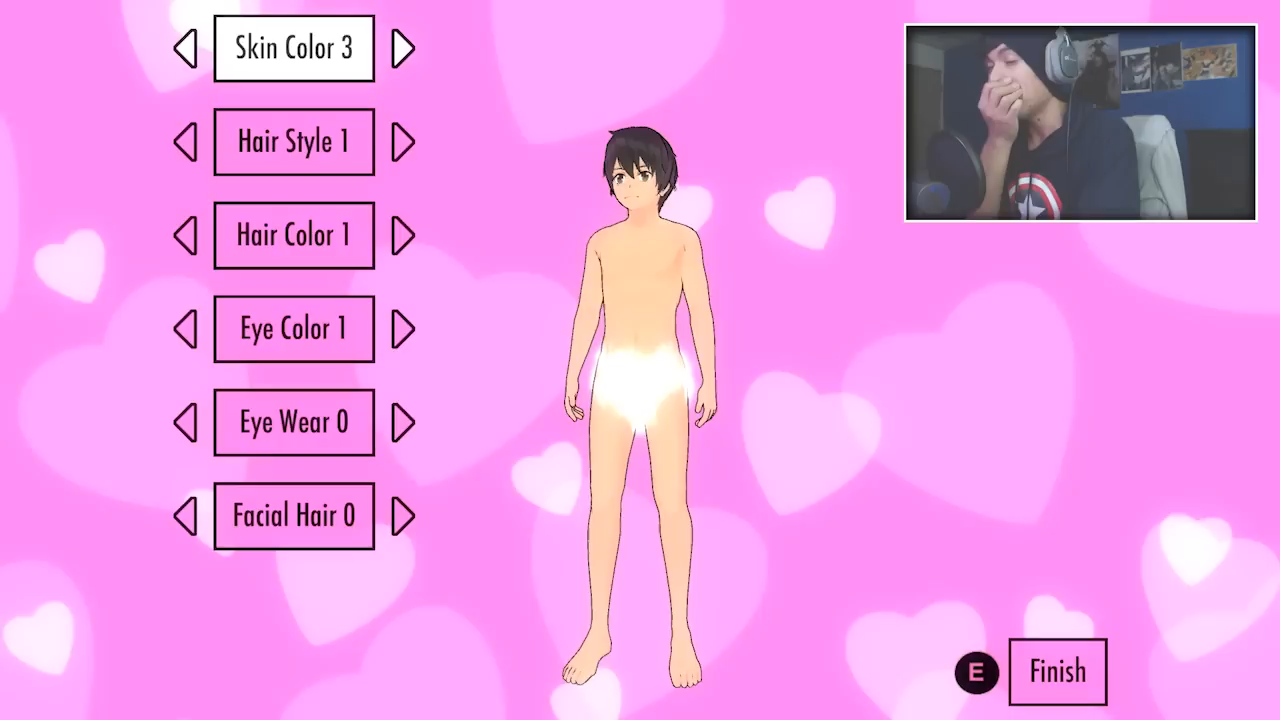 Skin Color 3
Hair Style 1
Hair Color 1
Eye Color 1
Eye Wear 0
Facial Hair 0
E Finish